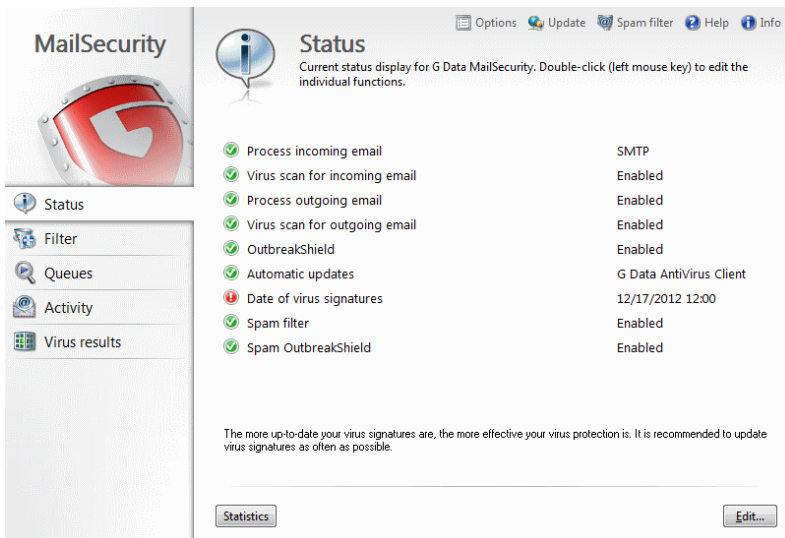 MailSecurity
Options Update Spam filter Help Info
Status
Current status display for G Data MailSecurity. Double-click (left mouse key) to edit the
individual functions.
Process incoming email SMTP
Virus scan for incoming email Enabled
Process outgoing email Enabled
Virus scan for outgoing email Enabled
OutbreakShield Enabled
Automatic updates G Data AntiVirus Client
Date of virus signatures 12/17/2012 12:00
Spam filter Enabled
Spam OutbreakShield Enabled
Status
Filter
Queues
Activity
Virus results
The more up-to-date your virus signatures are, the more effective your virus protection is. It is recommended to update
virus signatures as often as possible.
Statistics
Edit...